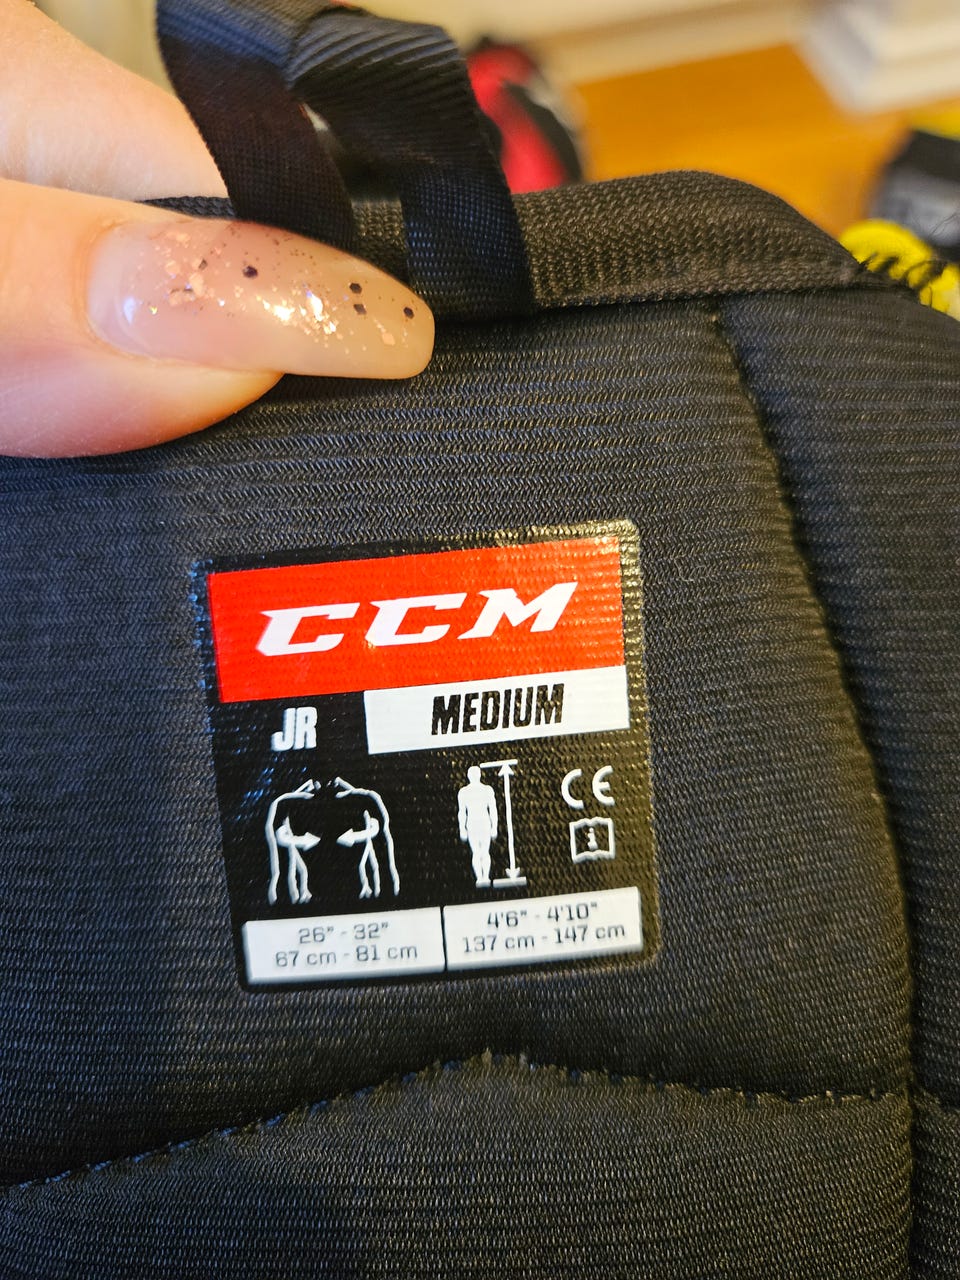 CCM
JR MEDIUM
CE
i
26" - 32"
67 cm - 81 cm
4'6" - 4'10"
137 cm - 147 cm